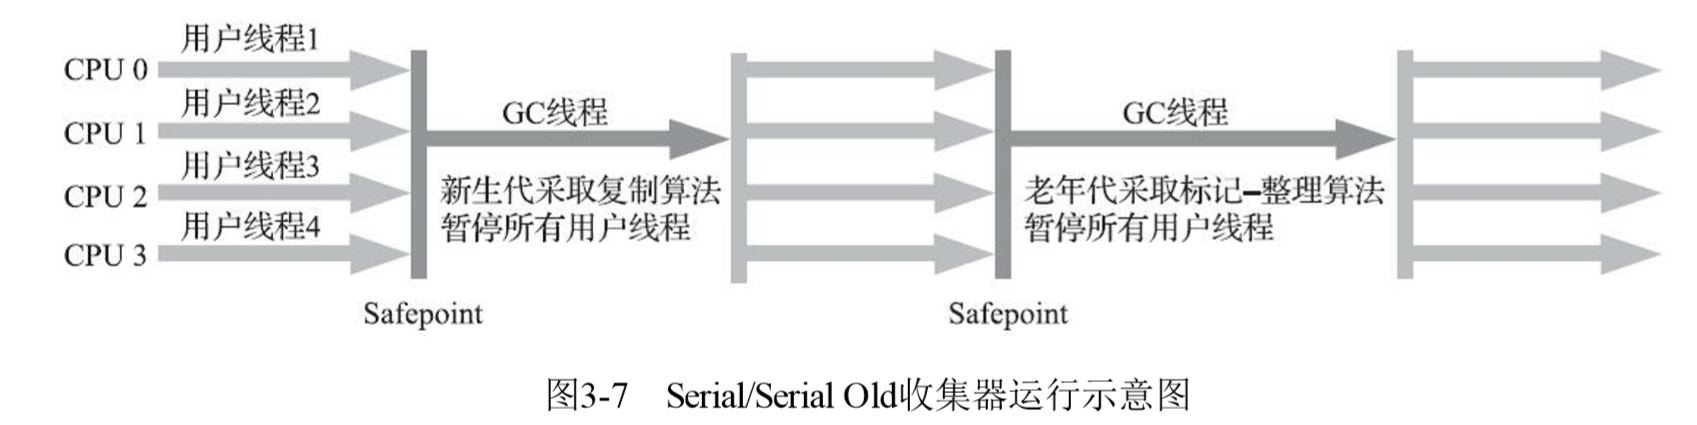 用户线程1
CPU 0
用户线程2
CPU 1
用户线程3
CPU 2
用户线程4
CPU 3
Safepoint
GC线程
新生代采取复制算法
暂停所有用户线程
Safepoint
GC线程
老年代采取标记–整理算法
暂停所有用户线程
图3-7 Serial/Serial Old收集器运行示意图